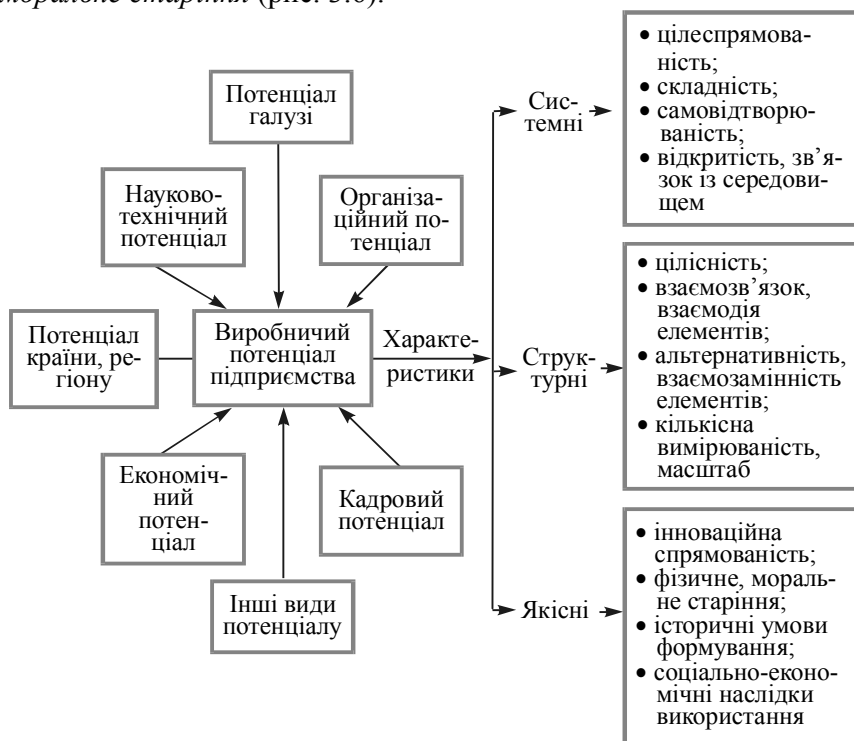 моральне старіння (рис. 3.6).
Потенціал
галузі
Науково-
технічний
потенціал
Організа-
ційний по-
тенціал
Потенціал
країни, ре-
гіону
Виробничий
потенціал
підприємства
Економіч-
ний
потен-
ціал
Кадровий
потенціал
Інші види
потенціалу
Характе-
ристики
Сис-
темні
• цілеспрямова-
ність;
• складність;
• самовідтворю-
ваність;
• відкритість, зв’я-
зок із середови-
щем
Струк-
турні
• цілісність;
• взаємозв’язок,
взаємодія
елементів;
• альтернативність,
взаємозамінність
елементів;
• кількісна
вимірюваність,
масштаб
Якісні
• інноваційна
спрямованість;
• фізичне, мораль-
не старіння;
• історичні умови
формування;
• соціально-еконо-
мічні наслідки
використання